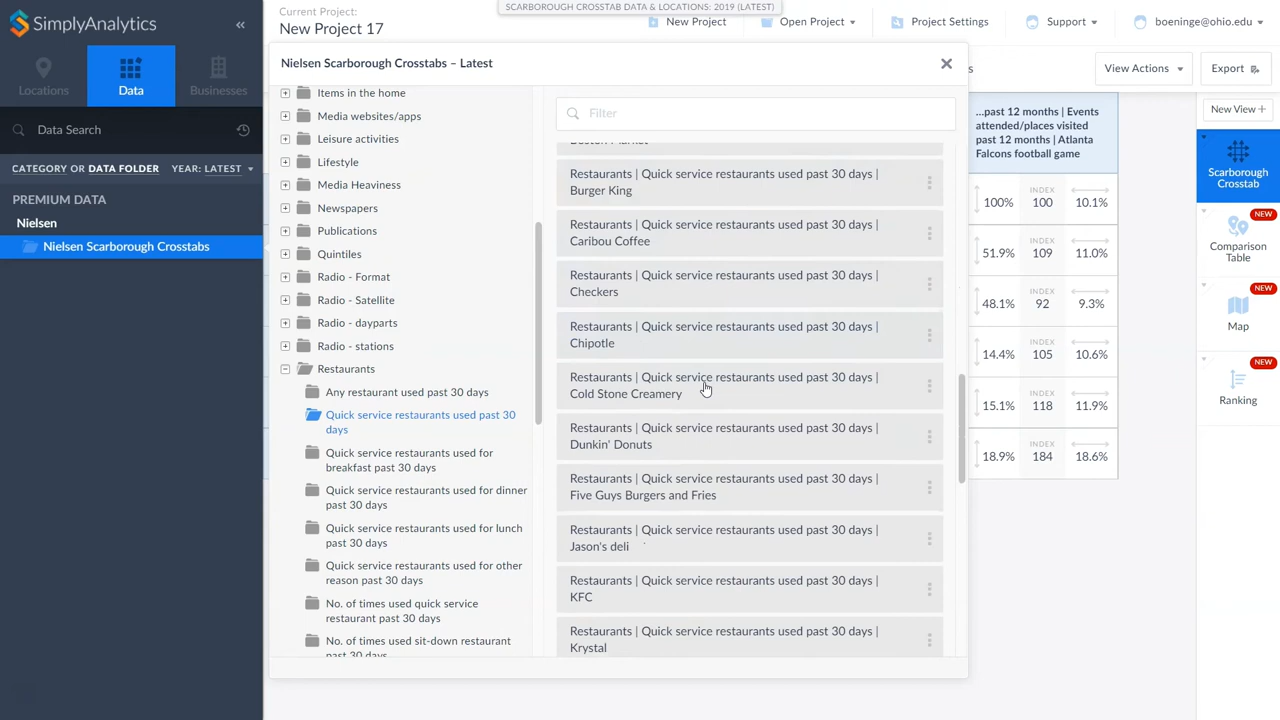 SCARBOROUGH CROSSTAB DATA & LOCATIONS: 2019 (LATEST)
SimplyAnalytics
«
Current Project:
New Project 17
New Project
Open Project
Project Settings
Support
boeninge@ohio.edu
Locations
Data
Businesses
Nielsen Scarborough Crosstabs – Latest
View Actions
Export
Data Search
CATEGORY OR DATA FOLDER
YEAR: LATEST
PREMIUM DATA
Nielsen
Nielsen Scarborough Crosstabs
Items in the home
Media websites/apps
Leisure activities
Lifestyle
Media Heaviness
Newspapers
Publications
Quintiles
Radio - Format
Radio - Satellite
Radio - dayparts
Radio - stations
Restaurants
Any restaurant used past 30 days
Quick service restaurants used past 30
days
Quick service restaurants used for
breakfast past 30 days
Quick service restaurants used for dinner
past 30 days
Quick service restaurants used for lunch
past 30 days
Quick service restaurants used for other
reason past 30 days
No. of times used quick service
restaurant past 30 days
No. of times used sit-down restaurant
past 30 days
Filter
Boston Market
Restaurants | Quick service restaurants used past 30 days |
Burger King
Restaurants | Quick service restaurants used past 30 days |
Caribou Coffee
Restaurants | Quick service restaurants used past 30 days |
Checkers
Restaurants | Quick service restaurants used past 30 days |
Chipotle
Restaurants | Quick service restaurants used past 30 days |
Cold Stone Creamery
Restaurants | Quick service restaurants used past 30 days |
Dunkin' Donuts
Restaurants | Quick service restaurants used past 30 days |
Five Guys Burgers and Fries
Restaurants | Quick service restaurants used past 30 days |
Jason's deli
Restaurants | Quick service restaurants used past 30 days |
KFC
Restaurants | Quick service restaurants used past 30 days |
Krystal
...past 12 months | Events
attended/places visited
past 12 months | Atlanta
Falcons football game
100% INDEX 100 10.1%
51.9% INDEX 109 11.0%
48.1% INDEX 92 9.3%
14.4% INDEX 105 10.6%
15.1% INDEX 118 11.9%
18.9% INDEX 184 18.6%
New View +
Scarborough
Crosstab
NEW
Comparison
Table
NEW
Map
NEW
Ranking